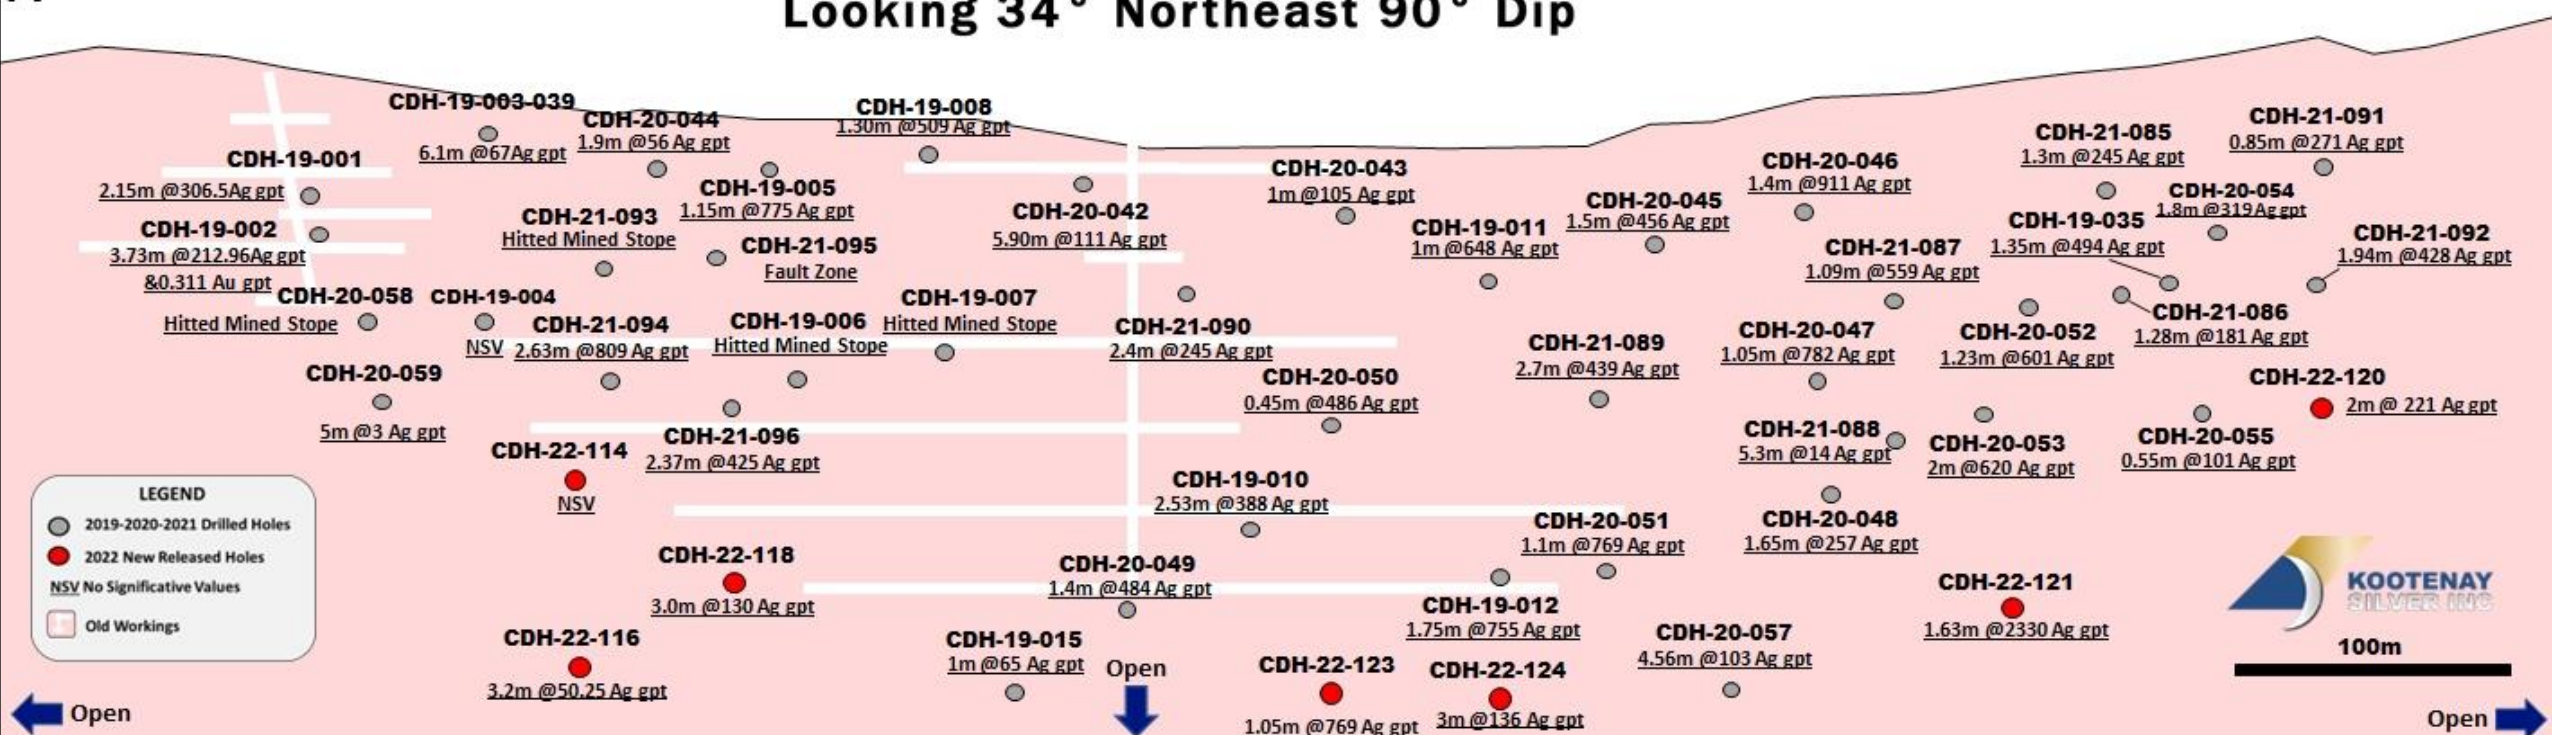 Looking 34° Northeast 90° Dip
CDH-19-003-039
6.1m @67Ag gpt
CDH-20-044
1.9m @56 Ag gpt
CDH-19-008
1.30m @509 Ag gpt
CDH-19-001
2.15m @306.5Ag gpt
CDH-19-005
1.15m @775 Ag gpt
CDH-20-043
1m @105 Ag gpt
CDH-20-046
1.4m @911 Ag gpt
CDH-21-085
1.3m @245 Ag gpt
CDH-21-091
0.85m @271 Ag gpt
CDH-20-054
1.8m @319 Ag gpt
CDH-19-002
3.73m @212.96Ag gpt
&0.311 Au gpt
CDH-21-093
Hitted Mined Stope
CDH-21-095
Fault Zone
CDH-20-042
5.90m @111 Ag gpt
CDH-19-011
1m @648 Ag gpt
CDH-20-045
1.5m @456 Ag gpt
CDH-19-035
1.35m @494 Ag gpt
CDH-21-092
1.94m @428 Ag gpt
CDH-21-087
1.09m @559 Ag gpt
CDH-20-058
Hitted Mined Stope
CDH-19-004
NSV
CDH-21-094
2.63m @809 Ag gpt
CDH-19-006
Hitted Mined Stope
CDH-19-007
Hitted Mined Stope
CDH-21-090
2.4m @245 Ag gpt
CDH-21-089
2.7m @439 Ag gpt
CDH-20-047
1.05m @782 Ag gpt
CDH-20-052
1.23m @601 Ag gpt
CDH-21-086
1.28m @181 Ag gpt
CDH-20-059
5m @3 Ag gpt
CDH-20-050
0.45m @486 Ag gpt
CDH-22-120
2m @ 221 Ag gpt
CDH-22-114
NSV
CDH-21-096
2.37m @425 Ag gpt
CDH-21-088
5.3m @14 Ag gpt
CDH-20-053
2m @620 Ag gpt
CDH-20-055
0.55m @101 Ag gpt
CDH-19-010
2.53m @388 Ag gpt
CDH-20-051
1.1m @769 Ag gpt
CDH-20-048
1.65m @257 Ag gpt
LEGEND
2019-2020-2021 Drilled Holes
2022 New Released Holes
NSV No Significative Values
Old Workings
CDH-22-118
3.0m @130 Ag gpt
CDH-20-049
1.4m @484 Ag gpt
CDH-19-012
1.75m @755 Ag gpt
CDH-22-121
1.63m @2330 Ag gpt
KOOTENAY
SILVER INC
100m
CDH-22-116
3.2m @50.25 Ag gpt
CDH-19-015
1m @65 Ag gpt
Open
CDH-22-123
1.05m @769 Ag gpt
CDH-22-124
3m @136 Ag gpt
CDH-20-057
4.56m @103 Ag gpt
Open
Open